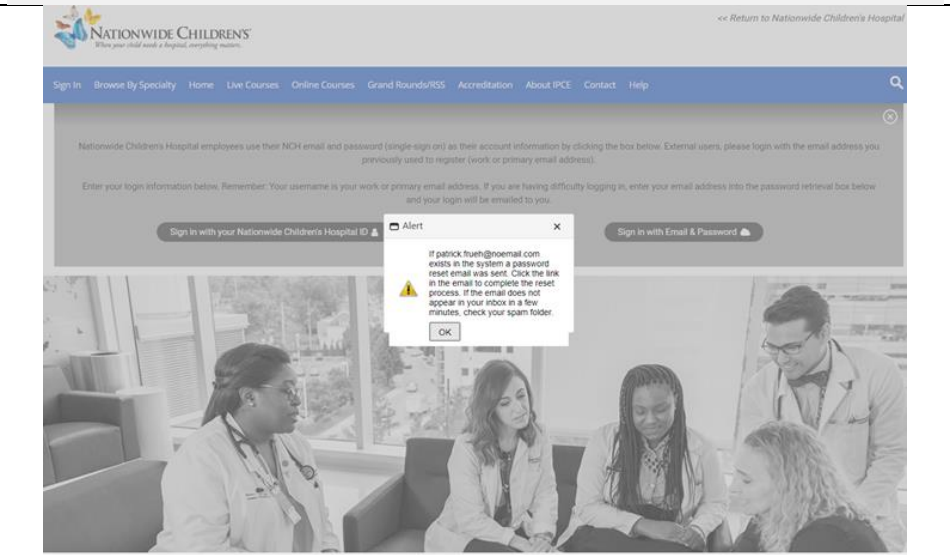 << Return to Nationwide Children's Hospital
NATIONWIDE CHILDREN'S
When your child needs a hospital, everything matters.
Sign In Browse By Specialty Home Live Courses Online Courses Grand Rounds/RSS Accreditation About IPCE Contact Help
Nationwide Children's Hospital employees use their NCH email and password (single-sign on) as their account information by clicking the box below. External users, please login with the email address you
previously used to register (work or primary email address).
Enter your login information below, Remember: Your username is your work or primary email address. If you are having difficulty logging in, enter your email address into the password retrieval box below
and your login will be emailed to you.
Sign in with your Nationwide Children's Hospital ID
Sign in with Email & Password
Alert
If patrick.frueh@noemail.com
exists in the system a password
reset email was sent. Click the link
in the email to complete the reset
process. If the email does not
appear in your inbox in a few
minutes, check your spam folder.
OK